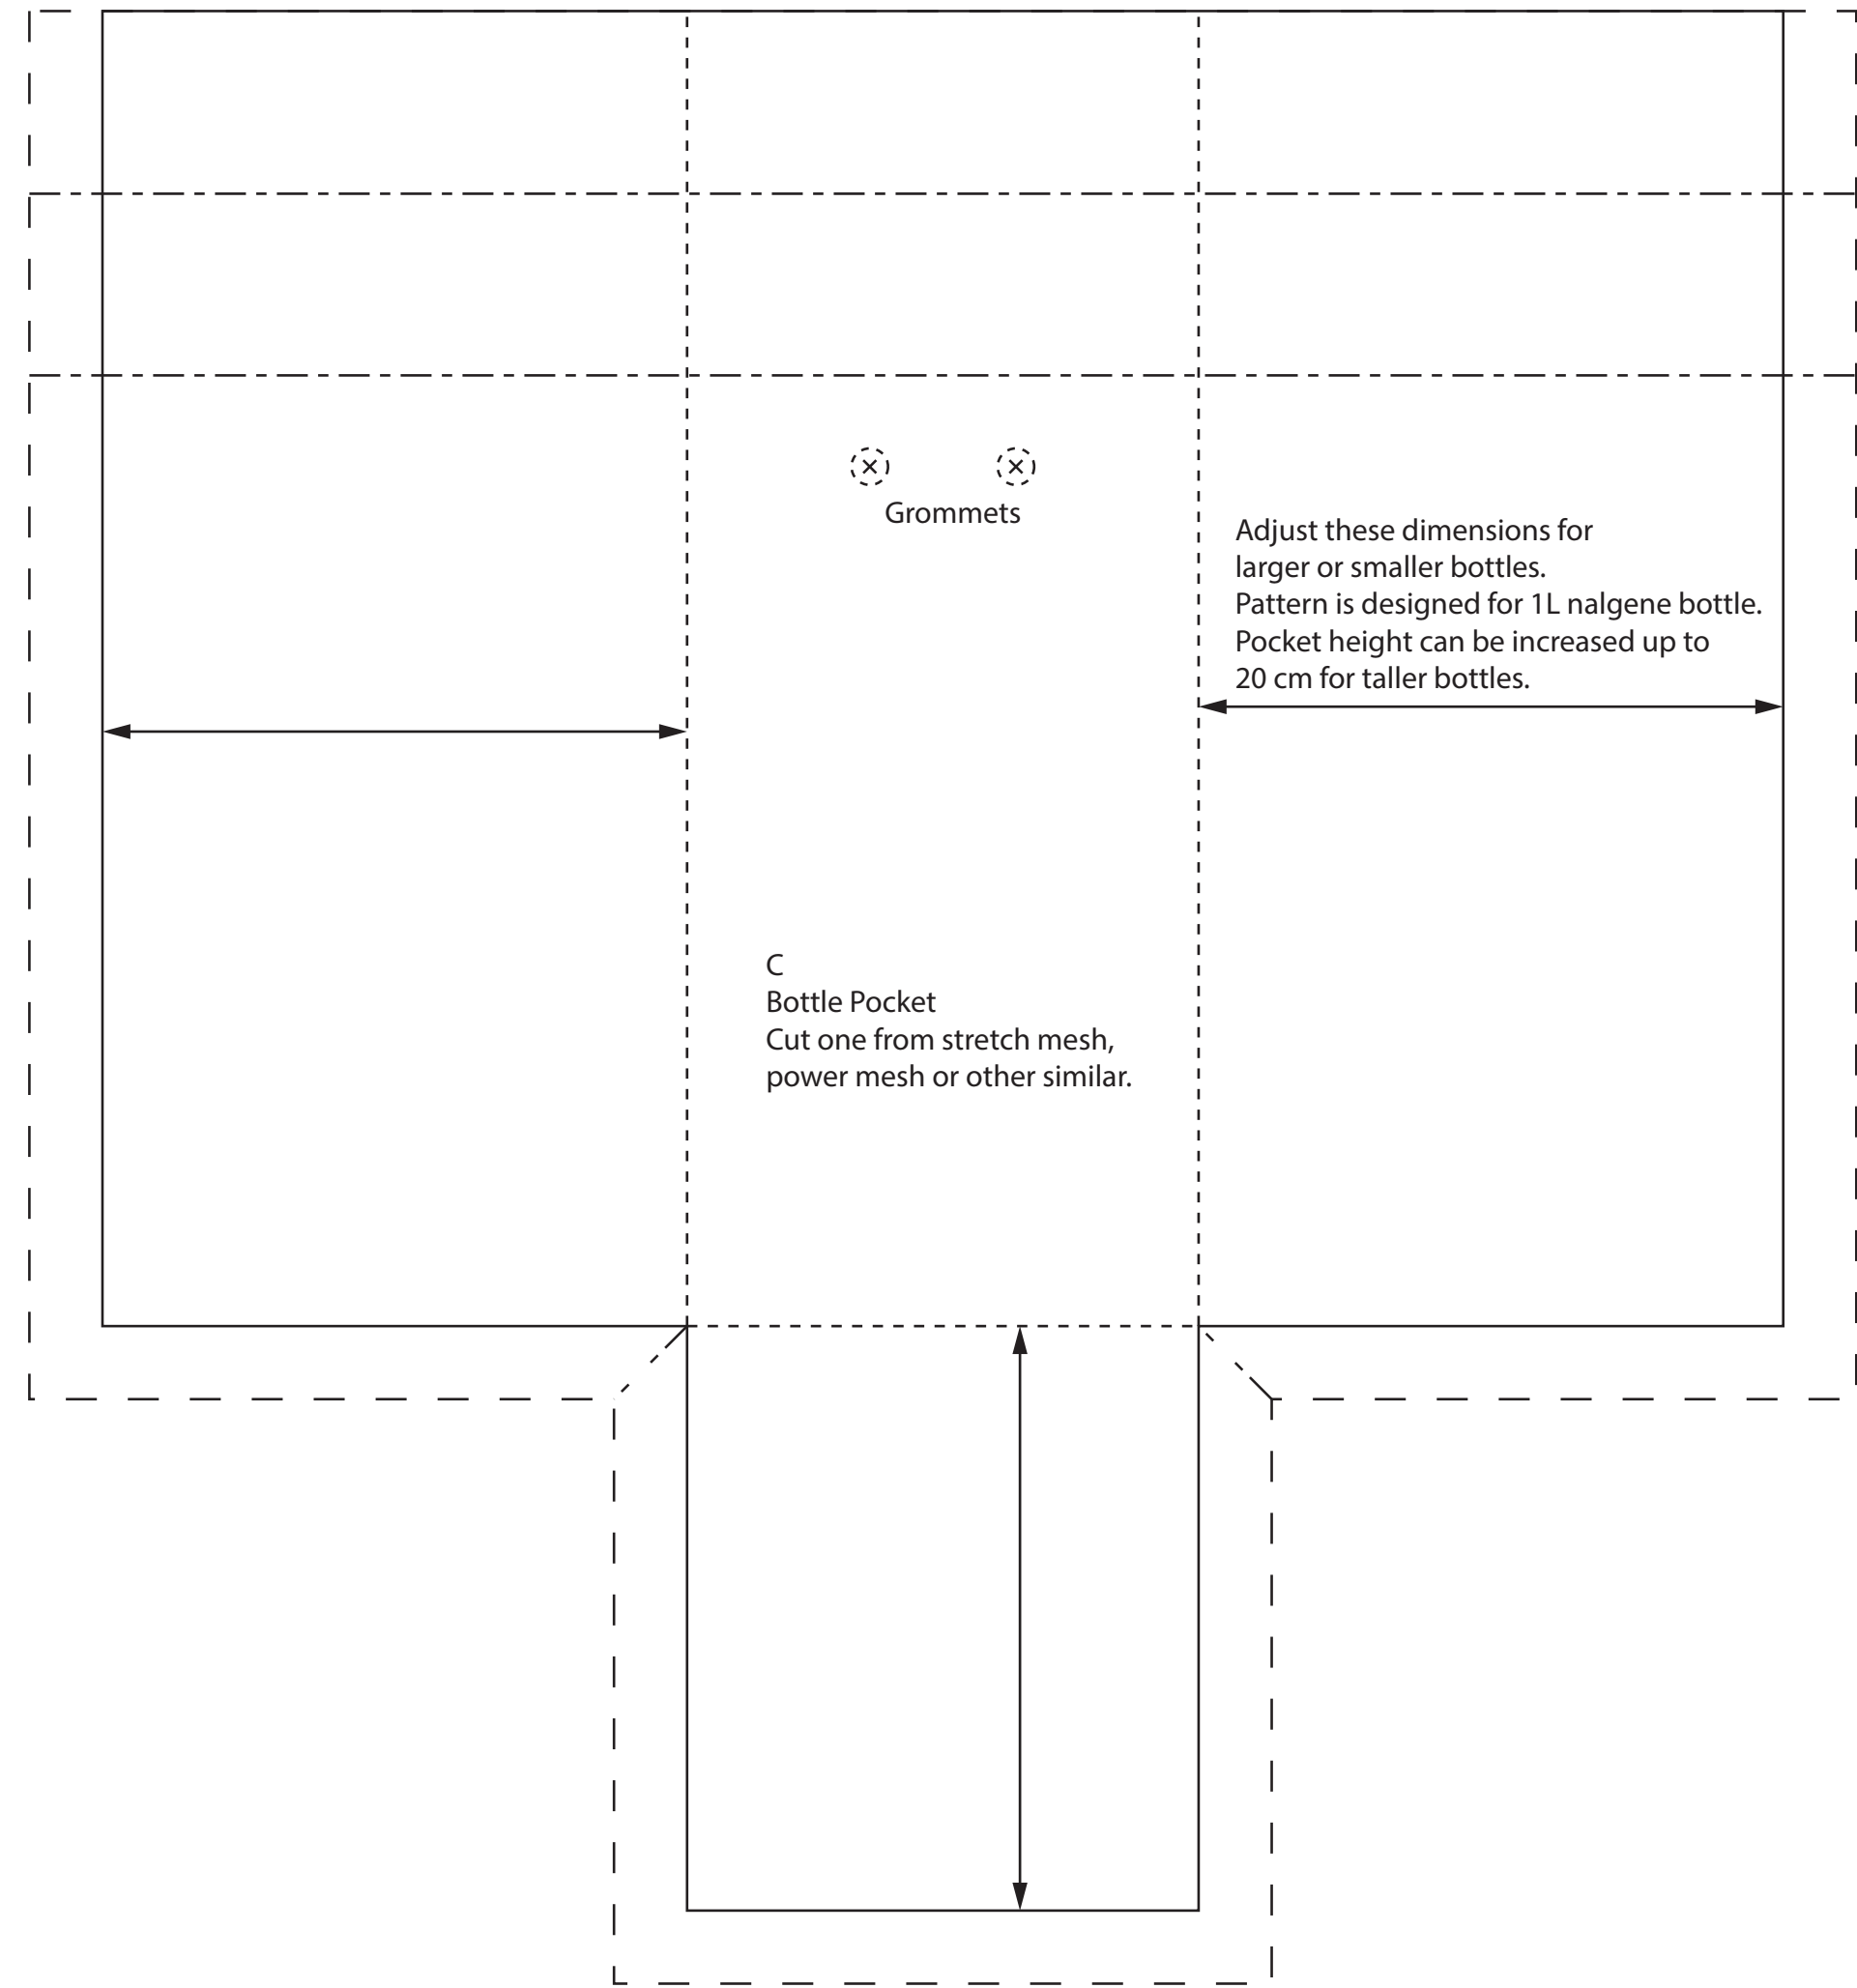 Grommets
Adjust these dimensions for
larger or smaller bottles.
Pattern is designed for 1L nalgene bottle.
Pocket height can be increased up to
20 cm for taller bottles.
C
Bottle Pocket
Cut one from stretch mesh,
power mesh or other similar.